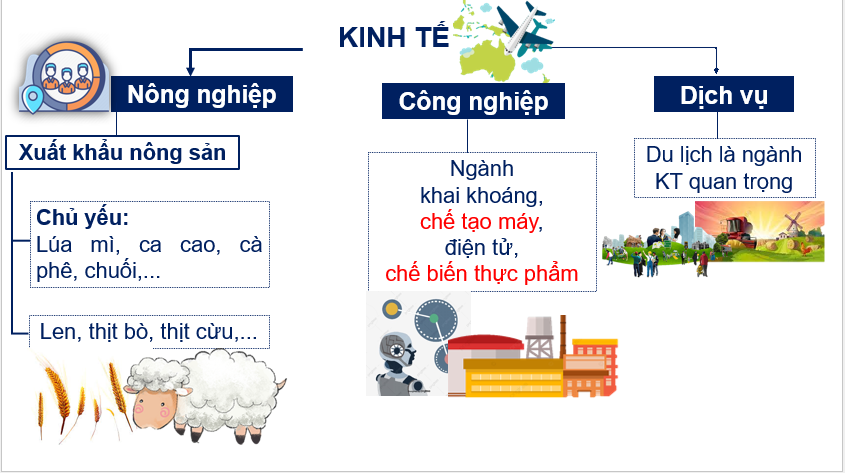 KINH TẾ
Nông nghiệp
Công nghiệp
Dịch vụ
Xuất khẩu nông sản
Chủ yếu:
Lúa mì, ca cao, cà
phê, chuối,...
Len, thịt bò, thịt cừu,...
Ngành
khai khoáng,
chế tạo máy,
điện tử,
chế biến thực phẩm
Du lịch là ngành
KT quan trọng